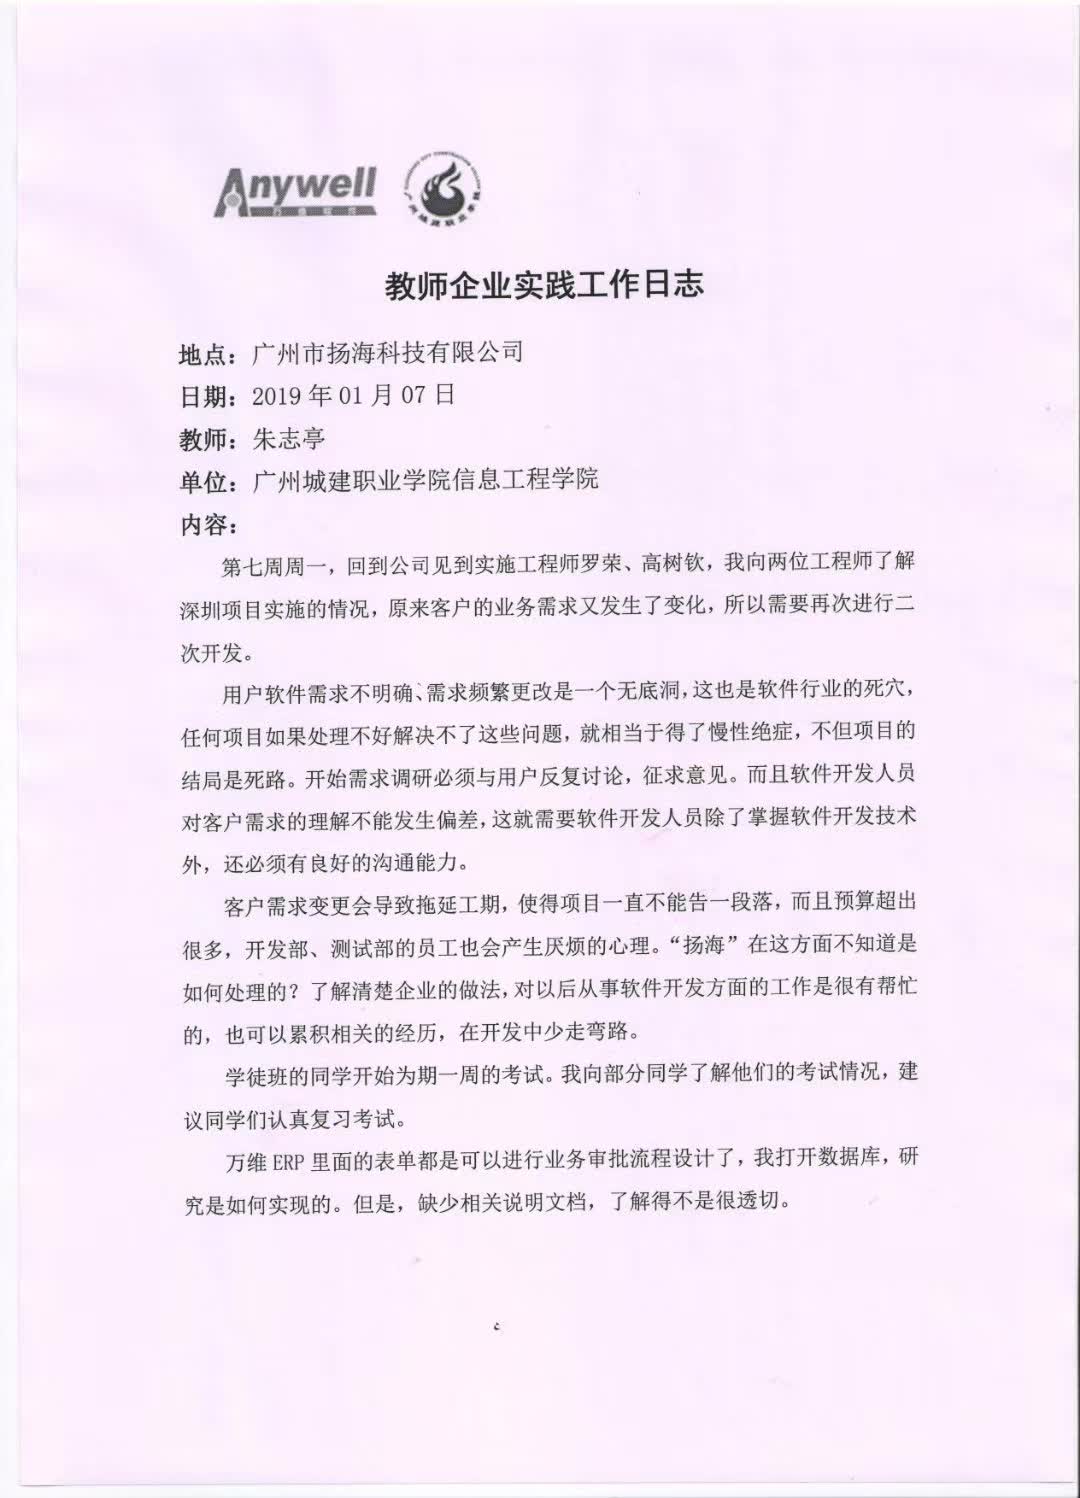 Anywell
教师企业实践工作日志
地点：广州市扬海科技有限公司
日期：2019 年 01 月 07 日
教师：朱志亭
单位：广州城建职业学院信息工程学院
内容：
第七周周一，回到公司见到实施工程师罗荣、高树钦，我向两位工程师了解
深圳项目实施的情况，原来客户的业务需求又发生了变化，所以需要再次进行二
次开发。
用户软件需求不明确、需求频繁更改是一个无底洞，这也是软件行业的死穴，
任何项目如果处理不好解决不了这些问题，就相当于得了慢性绝症，不但项目的
结局是死路。开始需求调研必须与用户反复讨论，征求意见。而且软件开发人员
对客户需求的理解不能发生偏差，这就需要软件开发人员除了掌握软件开发技术
外，还必须有良好的沟通能力。
客户需求变更会导致拖延工期，使得项目一直不能告一段落，而且预算超出
很多，开发部、测试部的员工也会产生厌烦的心理。“扬海”在这方面不知道是
如何处理的？了解清楚企业的做法，对以后从事软件开发方面的工作是很有帮忙
的，也可以累积相关的经历，在开发中少走弯路。
学徒班的同学开始为期一周的考试。我向部分同学了解他们的考试情况，建
议同学们认真复习考试。
万维 ERP 里面的表单都是可以进行业务审批流程设计了，我打开数据库，研
究是如何实现的。但是，缺少相关说明文档，了解得不是很透切。